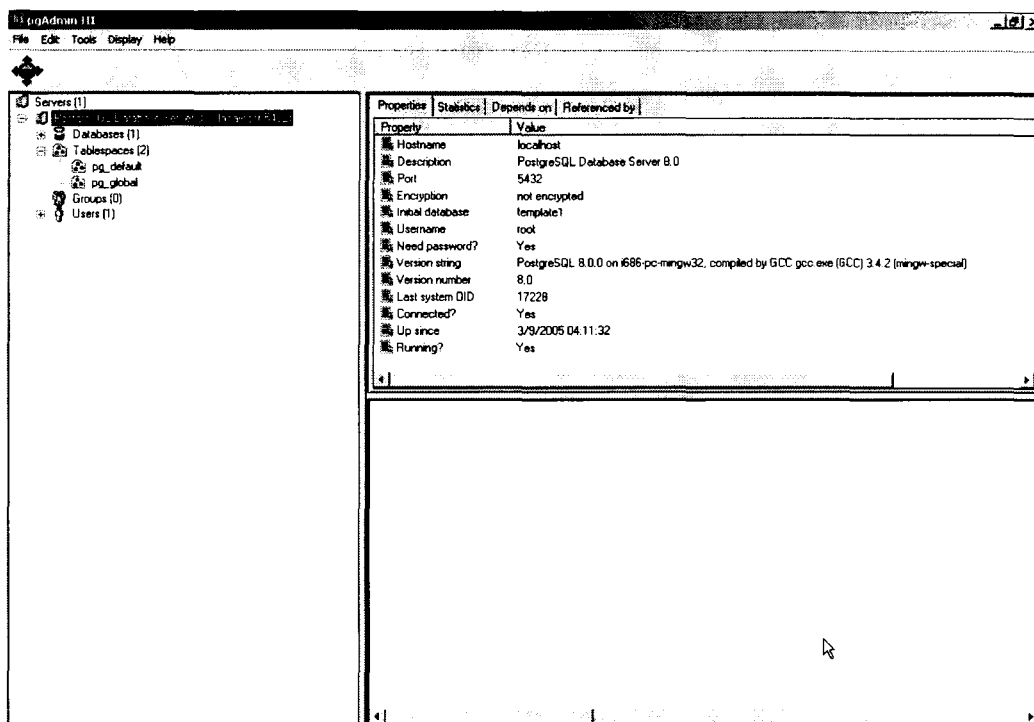 pgAdmin III
File Edit Tools Display Help
Servers (1)
Databases (1)
Tablespaces (2)
pg_default
pg_global
Groups (0)
Users (1)
Properties Statistics Depends on Referenced by
Property Value
Hostname localhost
Description PostgreSQL Database Server 8.0
Port 5432
Encryption not encrypted
Initial database template1
Username root
Need password? Yes
Version string PostgreSQL 8.0.0 on i686-pc-mingw32, compiled by GCC gcc.exe (GCC) 3.4.2 (mingw-special)
Version number 8.0
Last system OID 17228
Connected? Yes
Up since 3/9/2005 04:11:32
Running? Yes